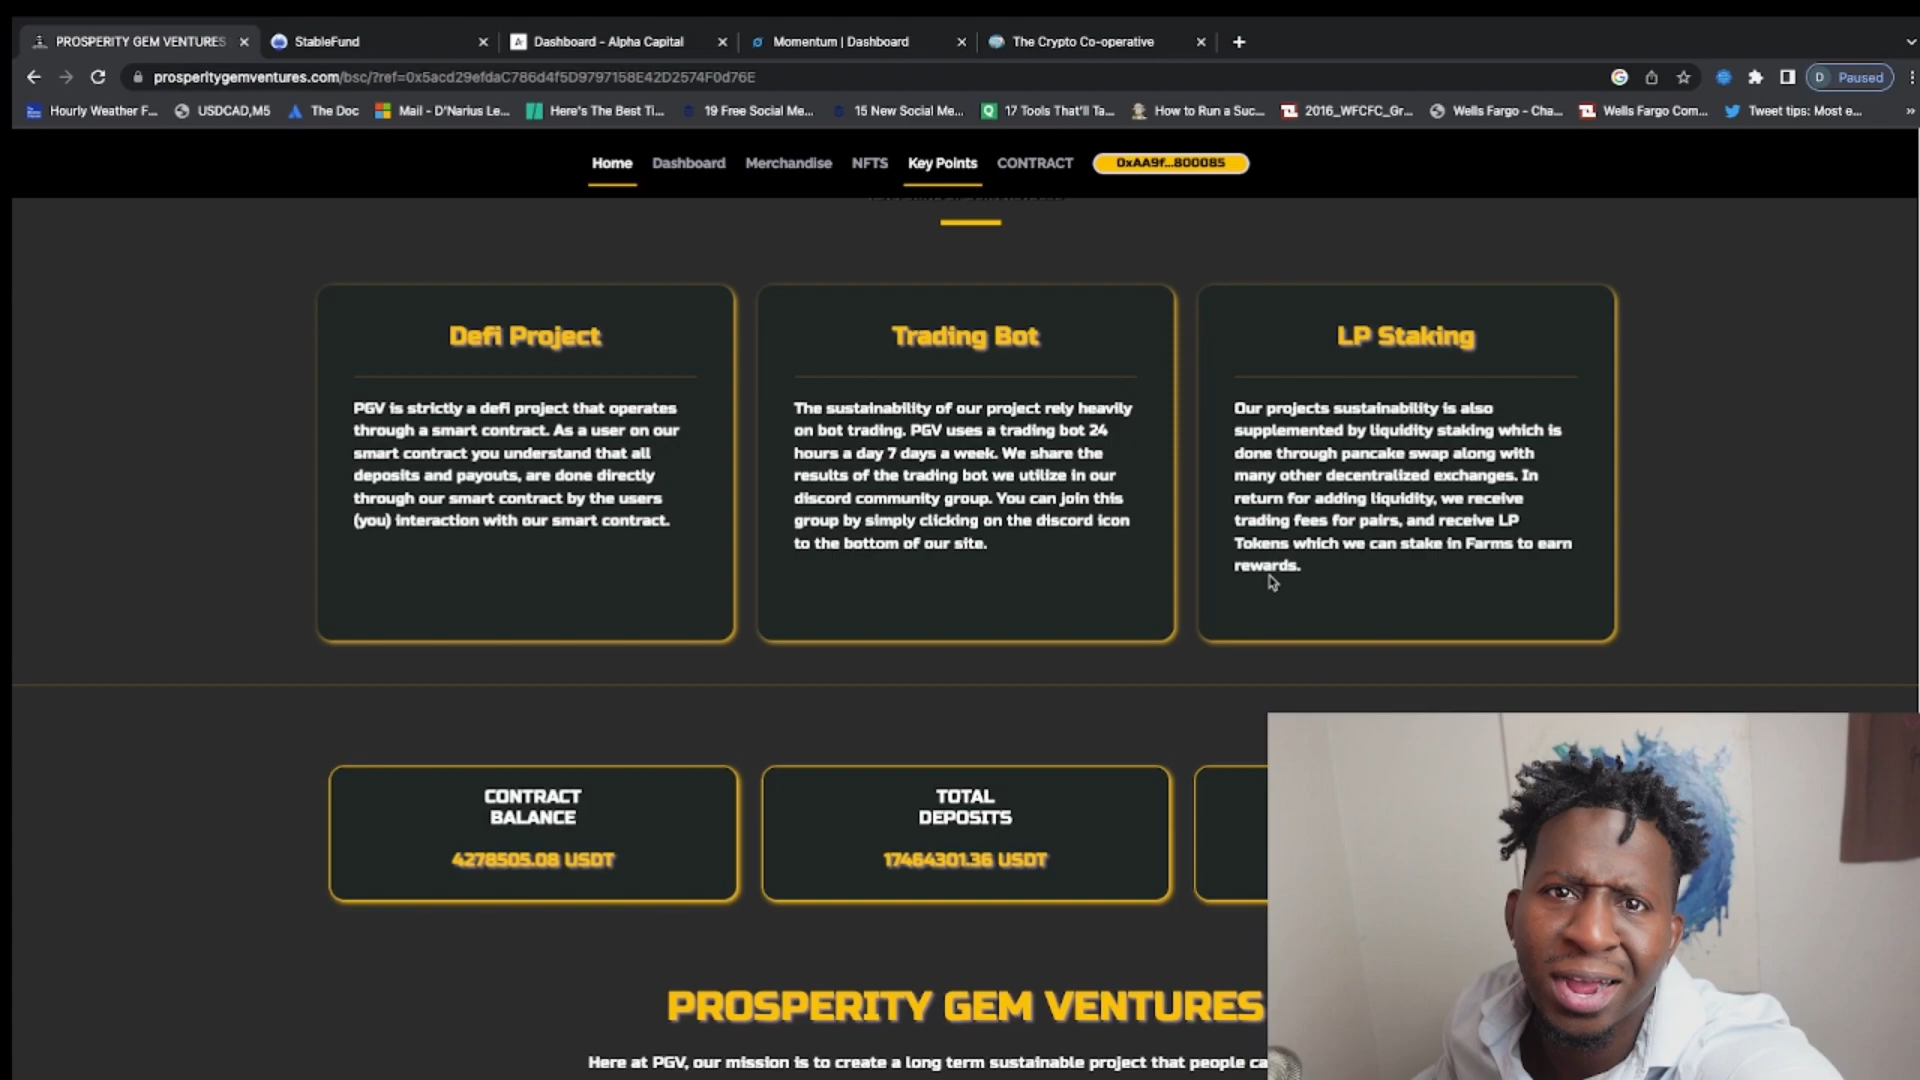 PROSPERITY GEM VENTURES
StableFund
Dashboard - Alpha Capital
Momentum | Dashboard
The Crypto Co-operative
prosperitygemventures.com/bsc/?ref=0x5acd29efdaC786d4f5D9797158E42D2574F0d76E
D Paused
Hourly Weather F...
USDCAD,M5
The Doc
Mail - D'Narius Le...
Here's The Best Ti...
19 Free Social Me...
15 New Social Me...
17 Tools That'll Ta...
How to Run a Suc...
2016_WFCFC_Gr...
Wells Fargo - Cha...
Wells Fargo Com...
Tweet tips: Most e...
Home
Dashboard
Merchandise
NFTS
Key Points
CONTRACT
0xAA9f...800085
Defi Project
PGV is strictly a defi project that operates
through a smart contract. As a user on our
smart contract you understand that all
deposits and payouts, are done directly
through our smart contract by the users
(you) interaction with our smart contract.
Trading Bot
The sustainability of our project rely heavily
on bot trading. PGV uses a trading bot 24
hours a day 7 days a week. We share the
results of the trading bot we utilize in our
discord community group. You can join this
group by simply clicking on the discord icon
to the bottom of our site.
LP Staking
Our projects sustainability is also
supplemented by liquidity staking which is
done through pancake swap along with
many other decentralized exchanges. In
return for adding liquidity, we receive
trading fees for pairs, and receive LP
Tokens which we can stake in Farms to earn
rewards.
CONTRACT
BALANCE
4278505.08 USDT
TOTAL
DEPOSITS
17464301.36 USDT
PROSPERITY GEM VENTURES
Here at PGV, our mission is to create a long term sustainable project that people ca